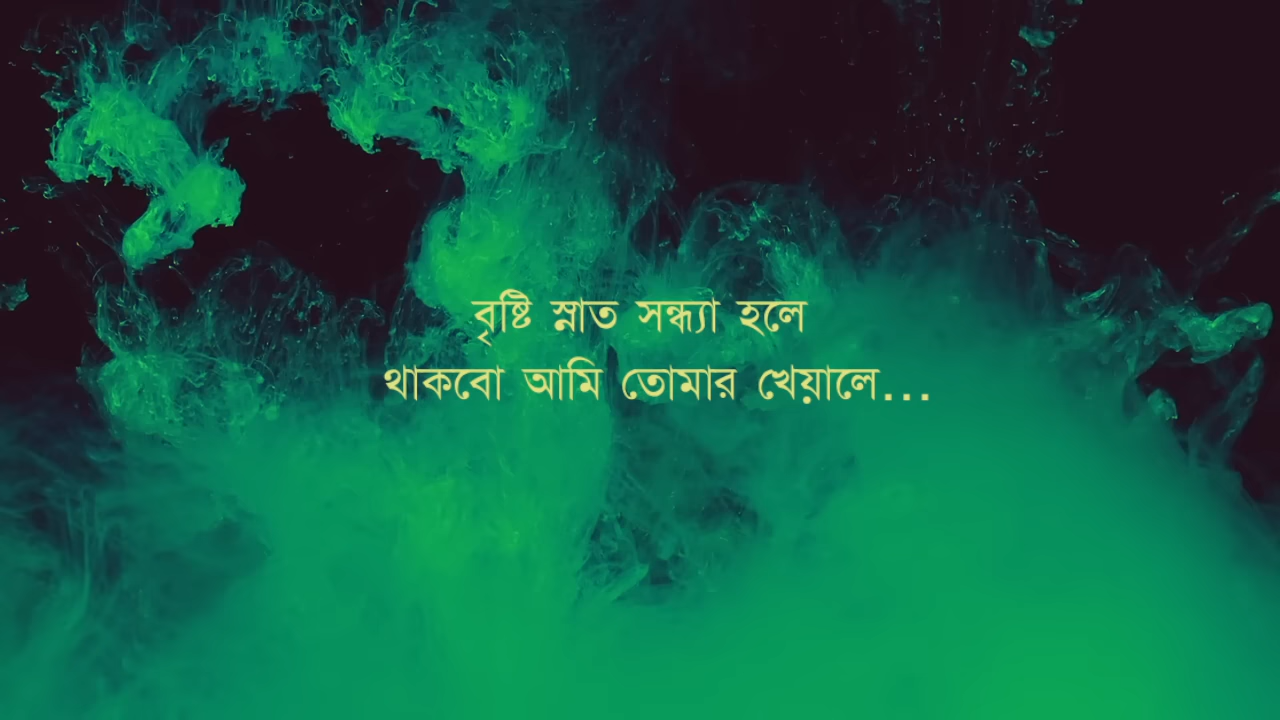 বৃষ্টি স্নাত সন্ধ্যা হলে
থাকবো আমি তোমার খেয়ালে...